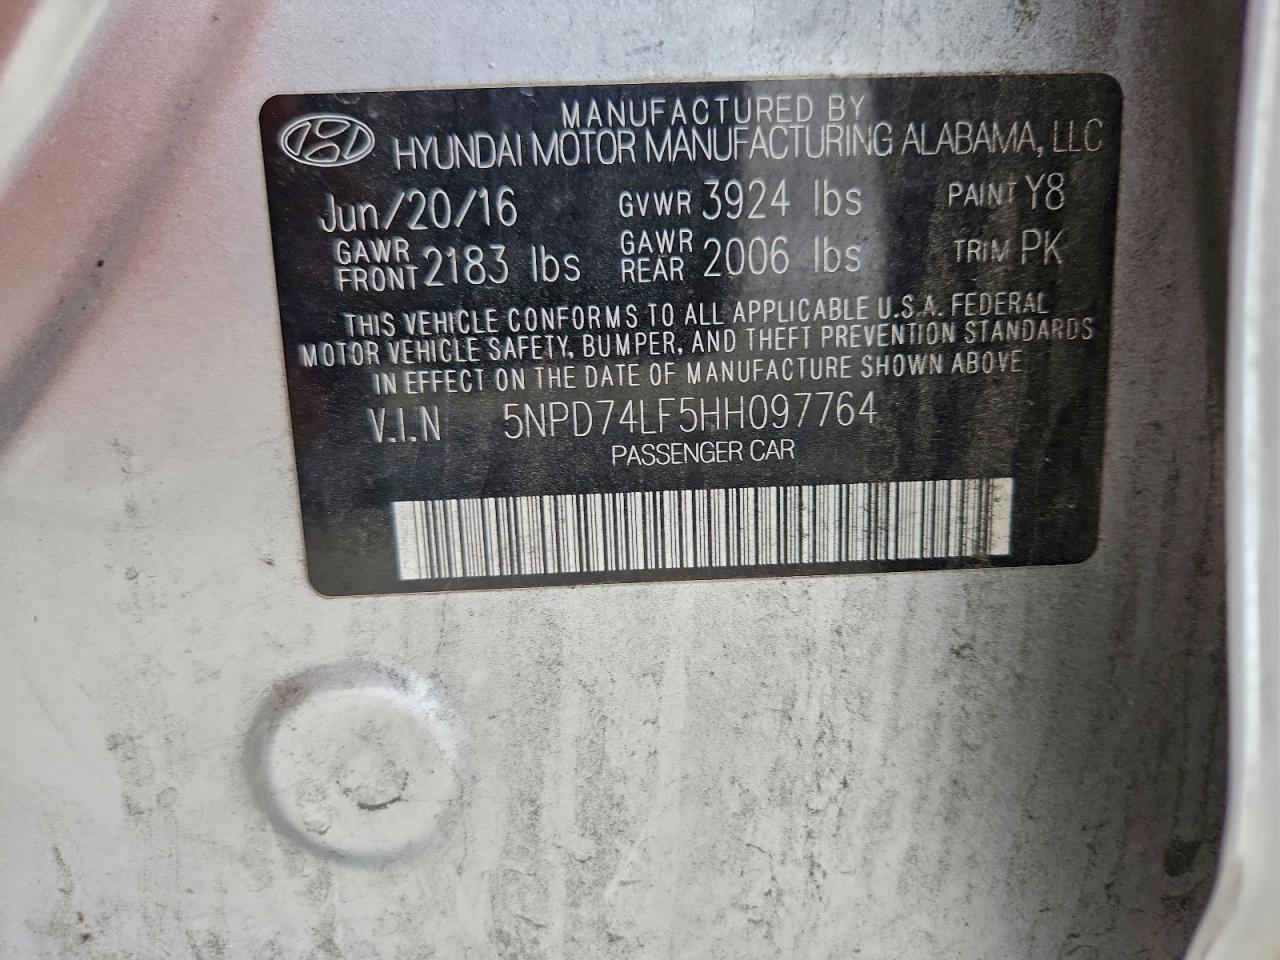 MANUFACTURED BY
HYUNDAI MOTOR MANUFACTURING ALABAMA, LLC
Jun/20/16 GVWR 3924 lbs PAINT Y8
GAWR FRONT 2183 lbs GAWR REAR 2006 lbs TRIM PK
THIS VEHICLE CONFORMS TO ALL APPLICABLE U.S.A. FEDERAL
MOTOR VEHICLE SAFETY, BUMPER, AND THEFT PREVENTION STANDARDS
IN EFFECT ON THE DATE OF MANUFACTURE SHOWN ABOVE
V.I.N 5NPD74LF5HH097764
PASSENGER CAR